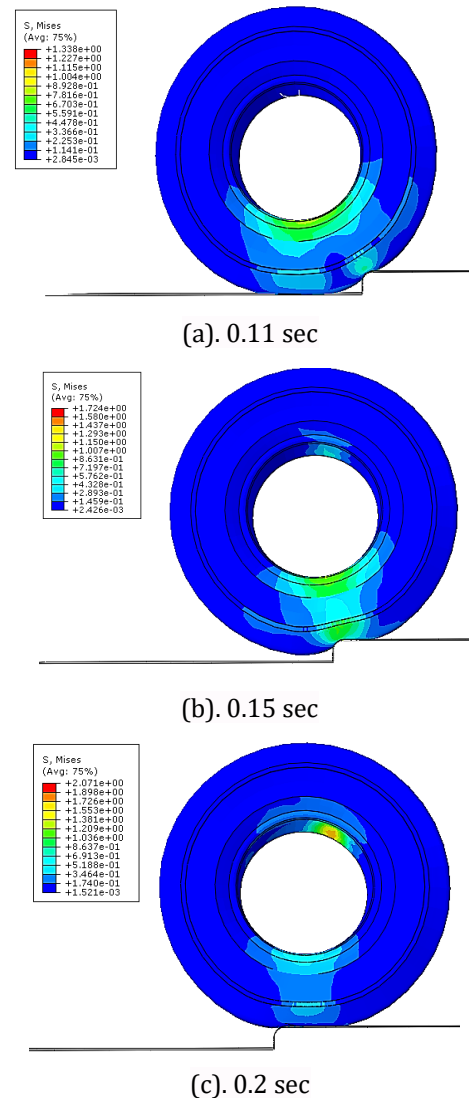 S, Mises
(Avg: 75%)
+1.338e+00
+1.227e+00
+1.115e+00
+1.004e+00
+8.928e-01
+7.816e-01
+6.703e-01
+5.591e-01
+4.478e-01
+3.366e-01
+2.253e-01
+1.141e-01
+2.845e-03
(a). 0.11 sec
S, Mises
(Avg: 75%)
+1.724e+00
+1.580e+00
+1.437e+00
+1.293e+00
+1.150e+00
+1.007e+00
+8.631e-01
+7.197e-01
+5.762e-01
+4.328e-01
+2.893e-01
+1.459e-01
+2.426e-03
(b). 0.15 sec
S, Mises
(Avg: 75%)
+2.071e+00
+1.898e+00
+1.726e+00
+1.553e+00
+1.381e+00
+1.209e+00
+1.036e+00
+8.637e-01
+6.913e-01
+5.188e-01
+3.464e-01
+1.740e-01
+1.521e-03
(c). 0.2 sec